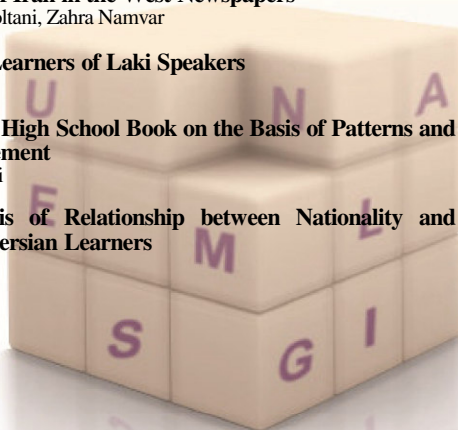 Iran in the West Newspapers
oltani, Zahra Namvar
Learners of Laki Speakers
High School Book on the Basis of Patterns and
ement
i
is of Relationship between Nationality and
ersian Learners
U N A
E M L
S G I